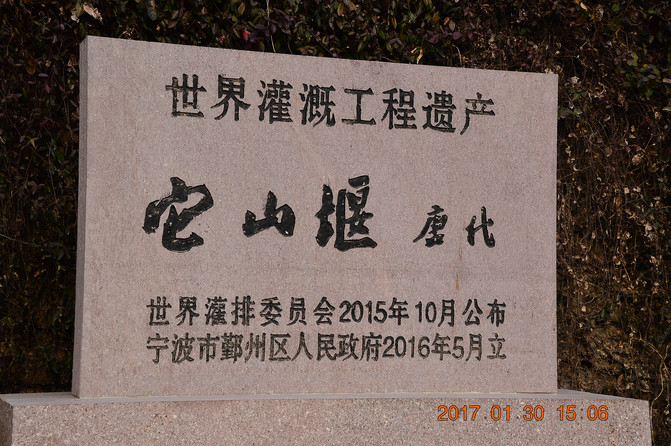 世界灌溉工程遗产
它山堰 唐代
世界灌排委员会2015年10月公布
宁波市鄞州区人民政府2016年5月立
2017 01 30 15:06